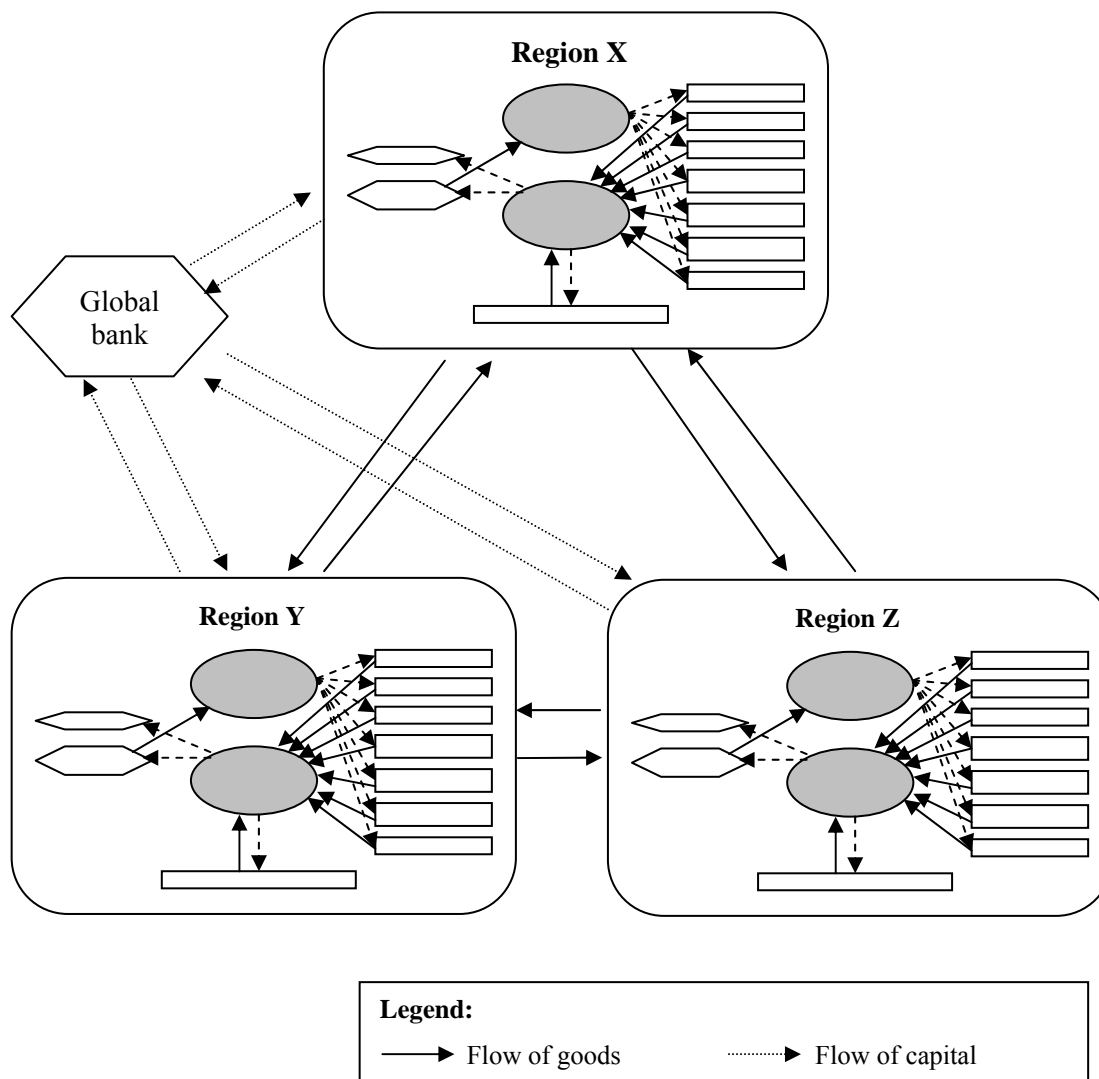 Region X
Global
bank
Region Y
Region Z
Legend:
Flow of goods
Flow of capital